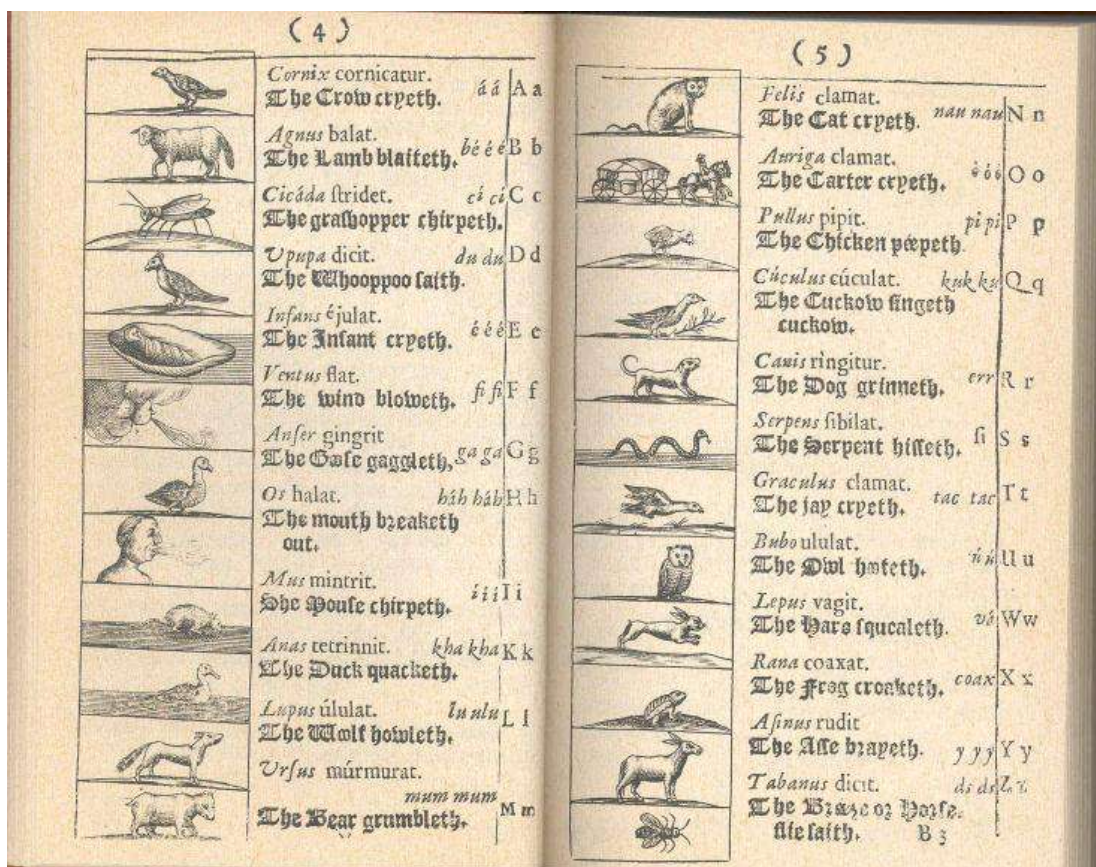 (4)
Cornix cornicatur.
The Crow cryeth. áá A a
Agnus balat.
The Lamb blaiteth. bé é é B b
Cicáda stridet. cí cí C c
The grashopper chirpeth.
Upupa dicit. du du D d
The Whooppoo saith.
Infans éjulat.
The Infant cryeth. é é é E e
Ventus flat.
The wind bloweth. fi fi F f
Anser gingrit
The Goose gaggleth, ga ga G g
Os halat. háh háh H h
The mouth breaketh
out.
Mus mintrit.
The Mouse chirpeth. í í í I i
Anas tetrinnit. kha kha K k
The Duck quacketh.
Lupus úlulat. lu ulu L l
The Wolf howleth.
Ursus múrmurat.
mum mum
The Bear grumbleth. M m
(5)
Felis clamat.
The Cat cryeth. nau nau N n
Auriga clamat.
The Carter cryeth. ò ó ó O o
Pullus pipit. pi pi P p
The Chicken peepeth
Cúculus cúculat. kuk ku Q q
The Cuckow singeth
cuckow.
Canis ringitur.
The Dog grinneth. err R r
Serpens sibilat.
The Serpent hisseth. si S s
Graculus clamat.
The jay cryeth. tac tac T t
Bubo ululat.
The Owl hooteth. ú ú U u
Lepus vagit.
The Hare squealeth. vá W w
Rana coaxat.
The Frog croaketh. coax X x
Asinus rudit
The Asse brayeth. y y y Y y
Tabanus dicit. ds ds Z z
The Breeze or Horse-
flie saith. B 3